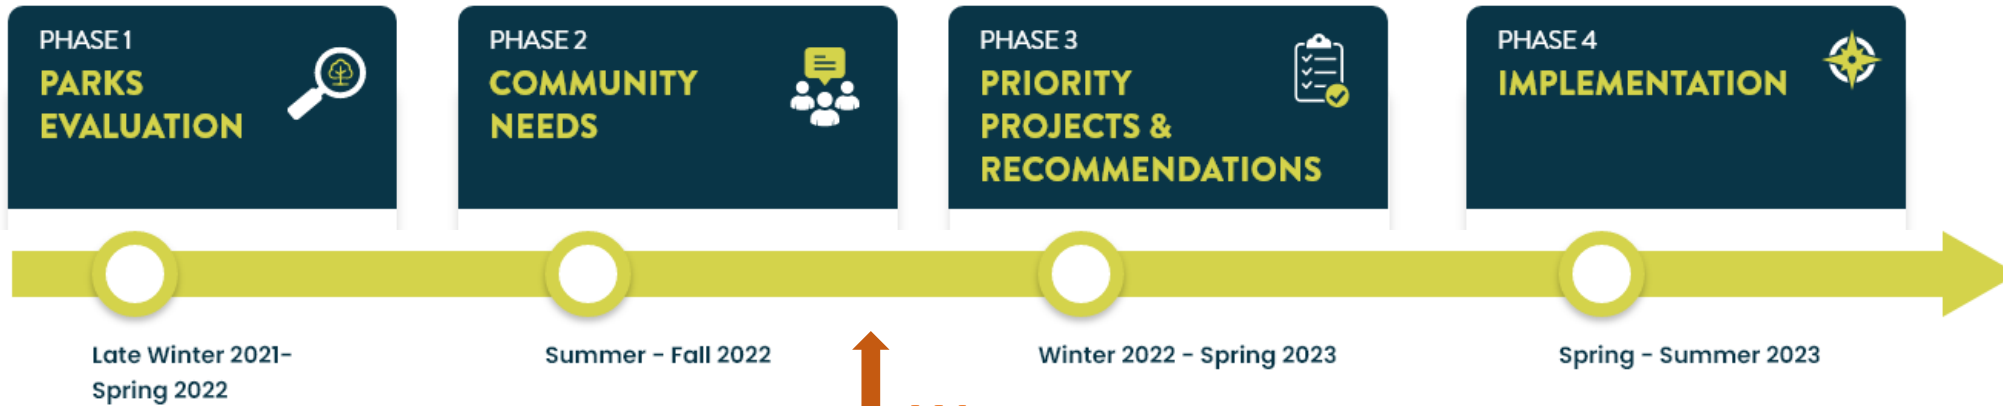 PHASE 1
PARKS
EVALUATION
PHASE 2
COMMUNITY
NEEDS
PHASE 3
PRIORITY
PROJECTS &
RECOMMENDATIONS
PHASE 4
IMPLEMENTATION
Late Winter 2021-
Spring 2022
Summer - Fall 2022
Winter 2022 - Spring 2023
Spring - Summer 2023